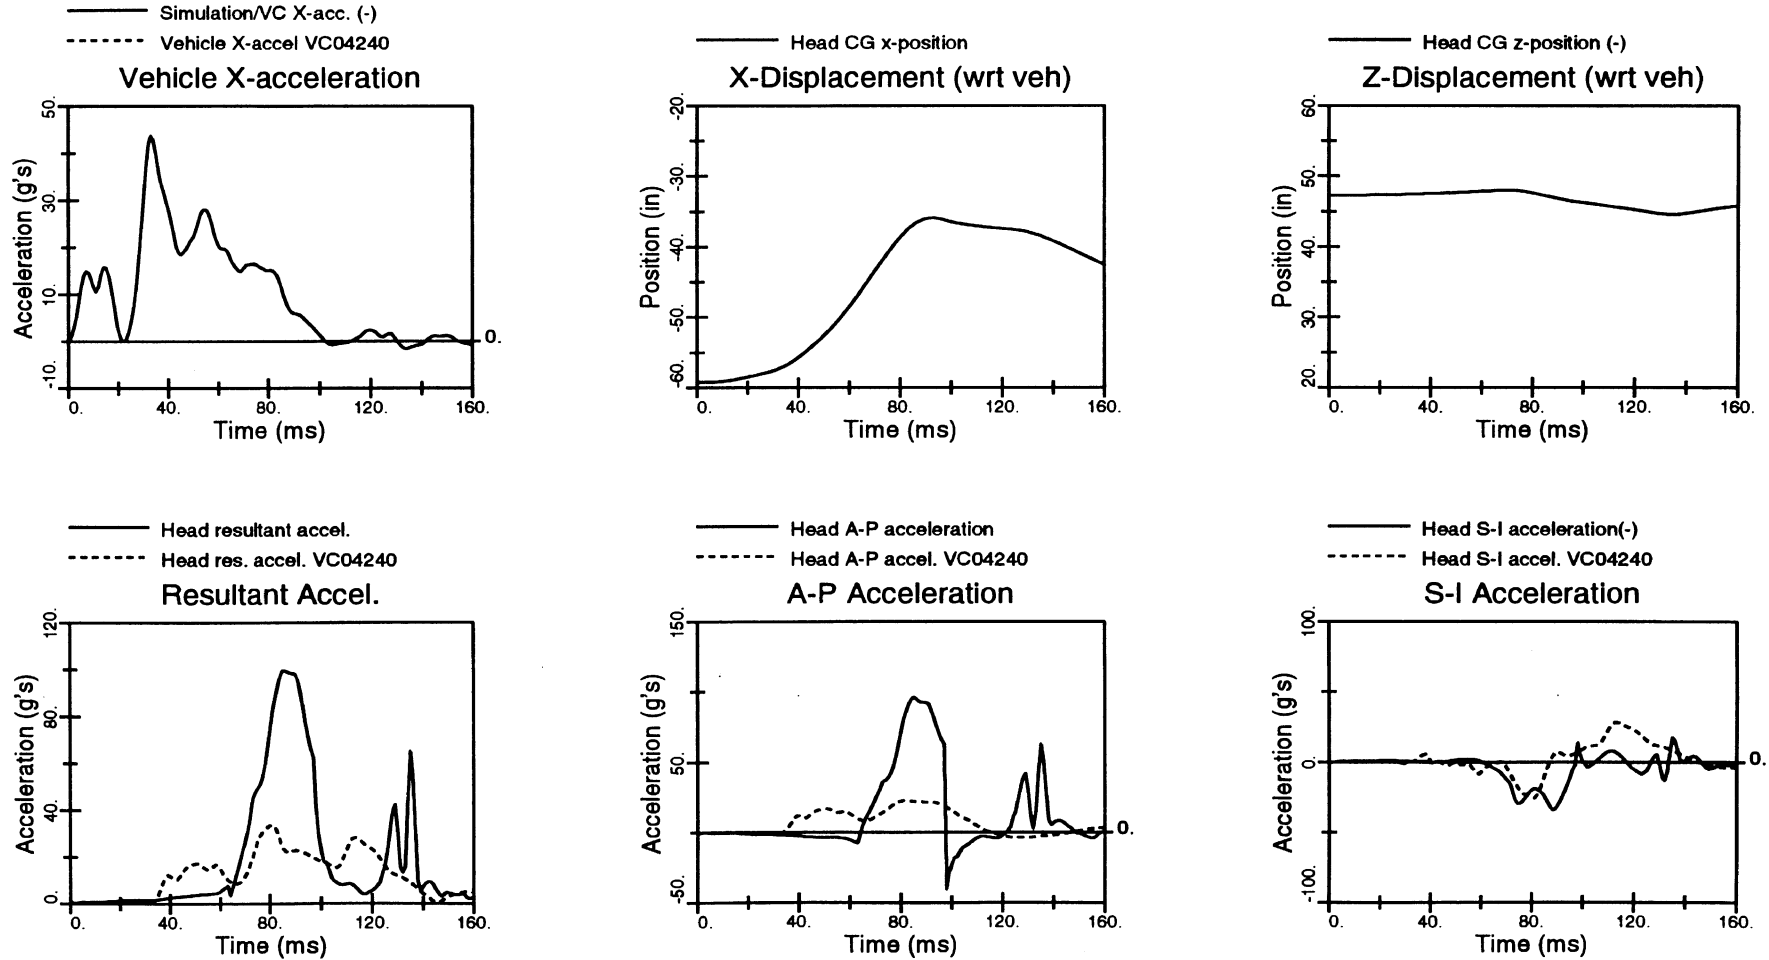 Simulation/VC X-acc. (-)
Vehicle X-accel VC04240
Vehicle X-acceleration
50.
30.
10.
-10.
Acceleration (g's)
0.
0. 40. 80. 120. 160.
Time (ms)
Head CG x-position
X-Displacement (wrt veh)
-20.
-30.
-40.
-50.
-60.
Position (in)
0. 40. 80. 120. 160.
Time (ms)
Head CG z-position (-)
Z-Displacement (wrt veh)
60.
50.
40.
30.
20.
Position (in)
0. 40. 80. 120. 160.
Time (ms)
Head resultant accel.
Head res. accel. VC04240
Resultant Accel.
120.
80.
40.
0.
Acceleration (g's)
0. 40. 80. 120. 160.
Time (ms)
Head A-P acceleration
Head A-P accel. VC04240
A-P Acceleration
150.
50.
-50.
Acceleration (g's)
0.
0. 40. 80. 120. 160.
Time (ms)
Head S-I acceleration(-)
Head S-I accel. VC04240
S-I Acceleration
100.
0.
-100.
Acceleration (g's)
0.
0. 40. 80. 120. 160.
Time (ms)